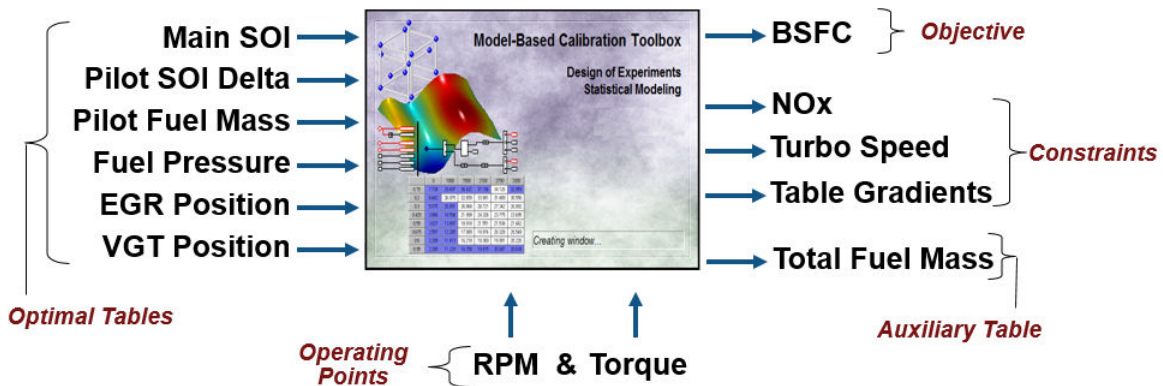 Main SOI
Pilot SOI Delta
Pilot Fuel Mass
Fuel Pressure
EGR Position
VGT Position
Optimal Tables
Model-Based Calibration Toolbox
Design of Experiments
Statistical Modeling
Creating window...
BSFC
Objective
NOx
Turbo Speed
Table Gradients
Constraints
Total Fuel Mass
Auxiliary Table
Operating
Points
RPM & Torque